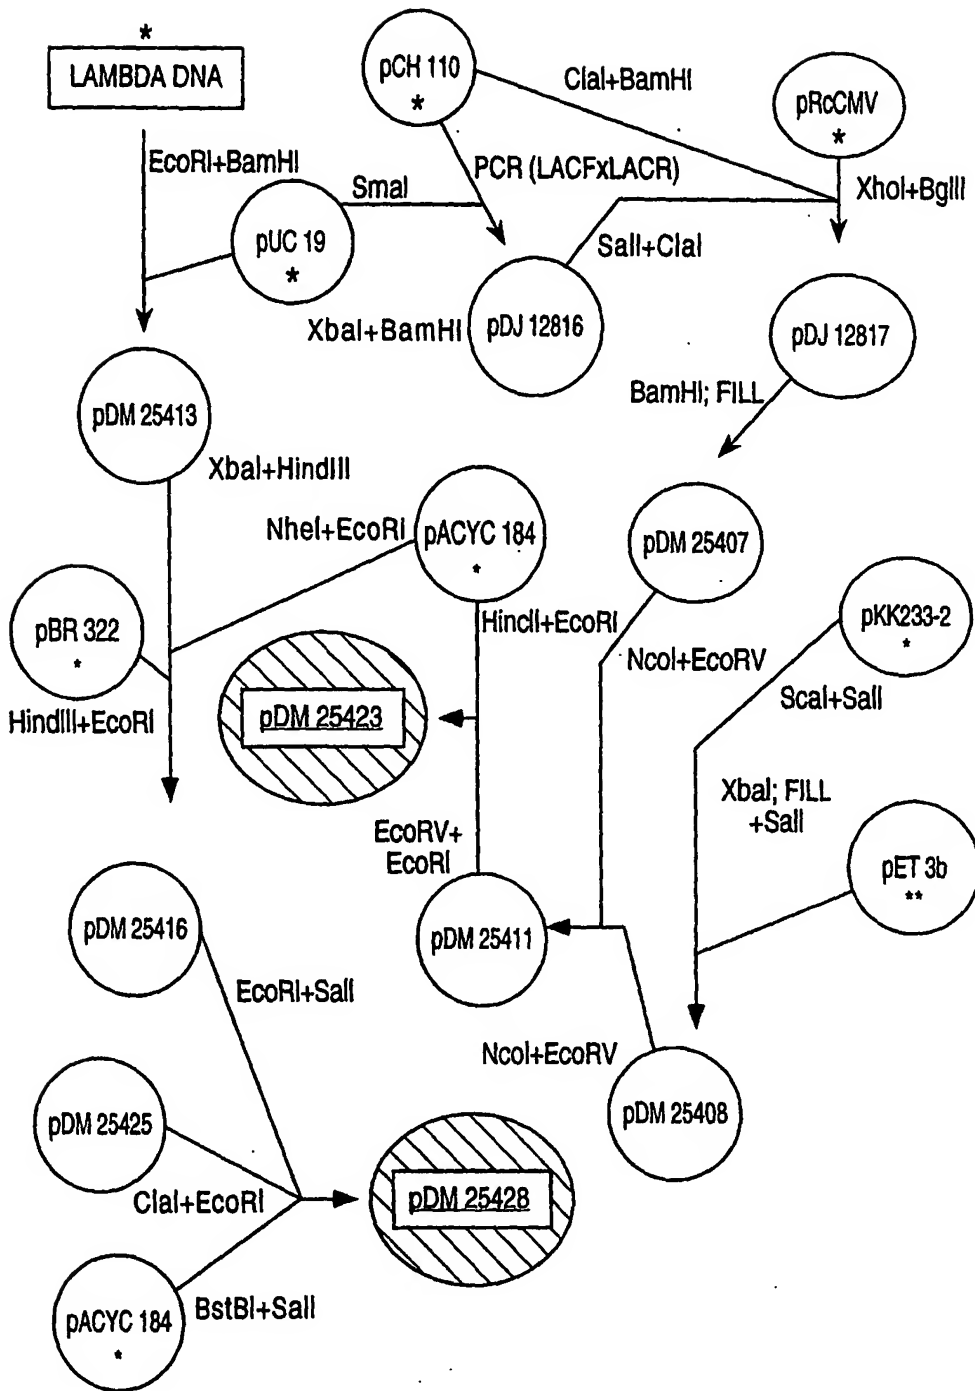 *
LAMBDA DNA
pCH 110
*
ClaI+BamHI
pRcCMV
*
EcoRI+BamHI
SmaI
PCR (LACFxLACR)
XhoI+BglII
pUC 19
*
SalI+ClaI
XbaI+BamHI
pDJ 12816
pDJ 12817
BamHI; FILL
pDM 25413
XbaI+HindIII
NheI+EcoRI
pACYC 184
*
pDM 25407
pBR 322
*
HincII+EcoRI
pKK233-2
*
NcoI+EcoRV
HindIII+EcoRI
pDM 25423
ScaI+SalI
XbaI; FILL
+SalI
EcoRV+
EcoRI
pET 3b
**
pDM 25416
pDM 25411
EcoRI+SalI
NcoI+EcoRV
pDM 25425
pDM 25408
ClaI+EcoRI
pDM 25428
pACYC 184
*
BstBI+SalI